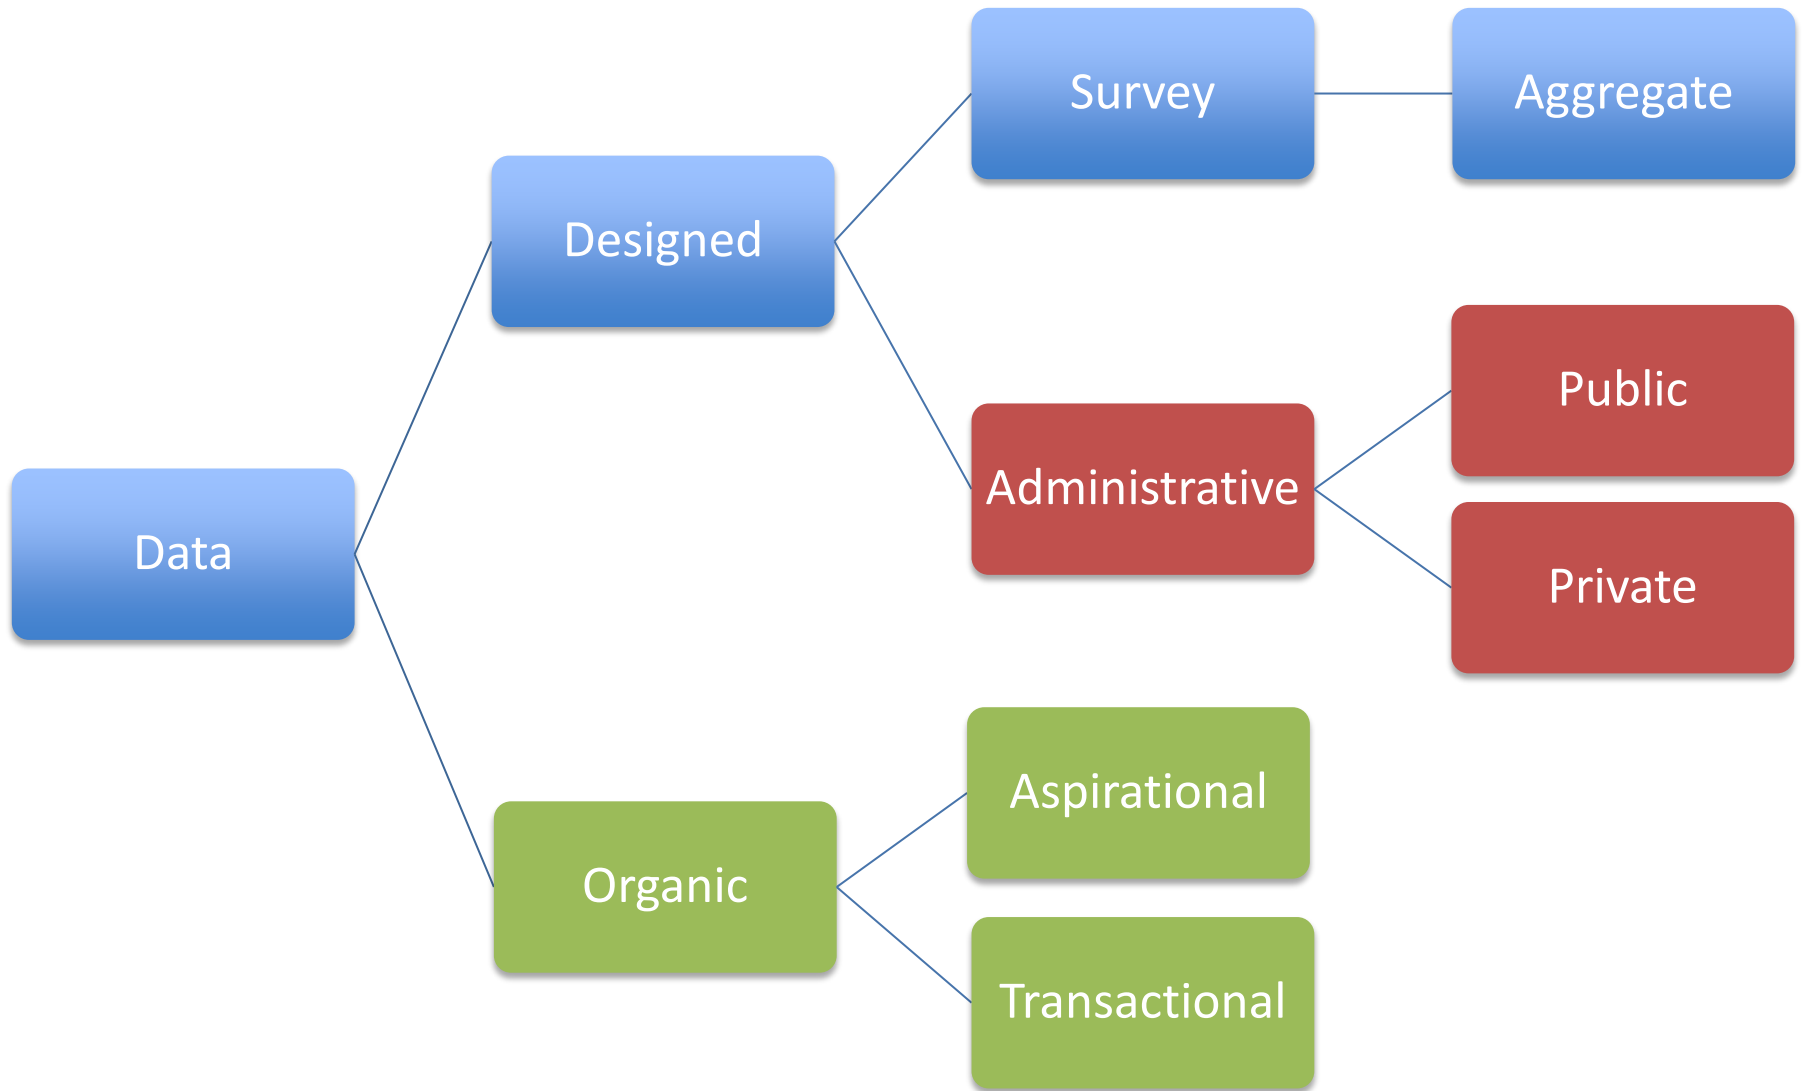 Data
Designed
Survey
Aggregate
Administrative
Public
Private
Organic
Aspirational
Transactional